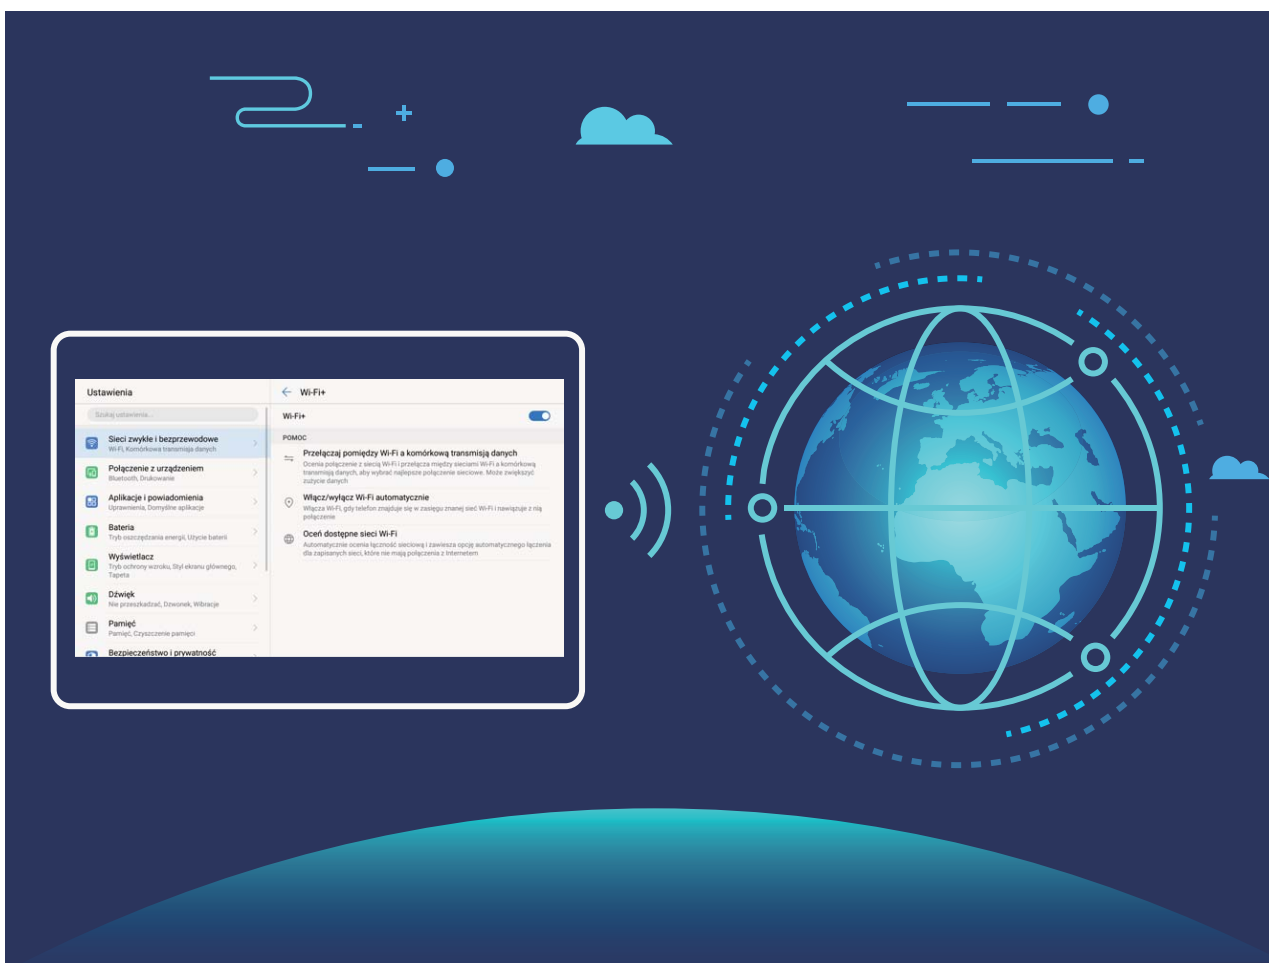 Ustawienia
Szukaj ustawienia...
Sieci zwykłe i bezprzewodowe
Wi-Fi, Komórkowa transmisja danych
Połączenie z urządzeniem
Bluetooth, Drukowanie
Aplikacje i powiadomienia
Uprawnienia, Domyślne aplikacje
Bateria
Tryb oszczędzania energii, Użycie baterii
Wyświetlacz
Tryb ochrony wzroku, Styl ekranu głównego,
Tapeta
Dźwięk
Nie przeszkadzać, Dzwonek, Wibracje
Pamięć
Pamięć, Czyszczenie pamięci
Bezpieczeństwo i prywatność
Wi-Fi+
Wi-Fi+
POMOC
Przełączaj pomiędzy Wi-Fi a komórkową transmisją danych
Ocenia połączenie z siecią Wi-Fi i przełącza między sieciami Wi-Fi a komórkową
transmisją danych, aby wybrać najlepsze połączenie sieciowe. Może zwiększyć
zużycie danych
Włącz/wyłącz Wi-Fi automatycznie
Włącza Wi-Fi, gdy telefon znajduje się w zasięgu znanej sieć Wi-Fi i nawiązuje z nią
połączenie
Oceń dostępne sieci Wi-Fi
Automatycznie ocenia łączność sieciową i zawiesza opcję automatycznego łączenia
dla zapisanych sieci, które nie mają połączenia z Internetem